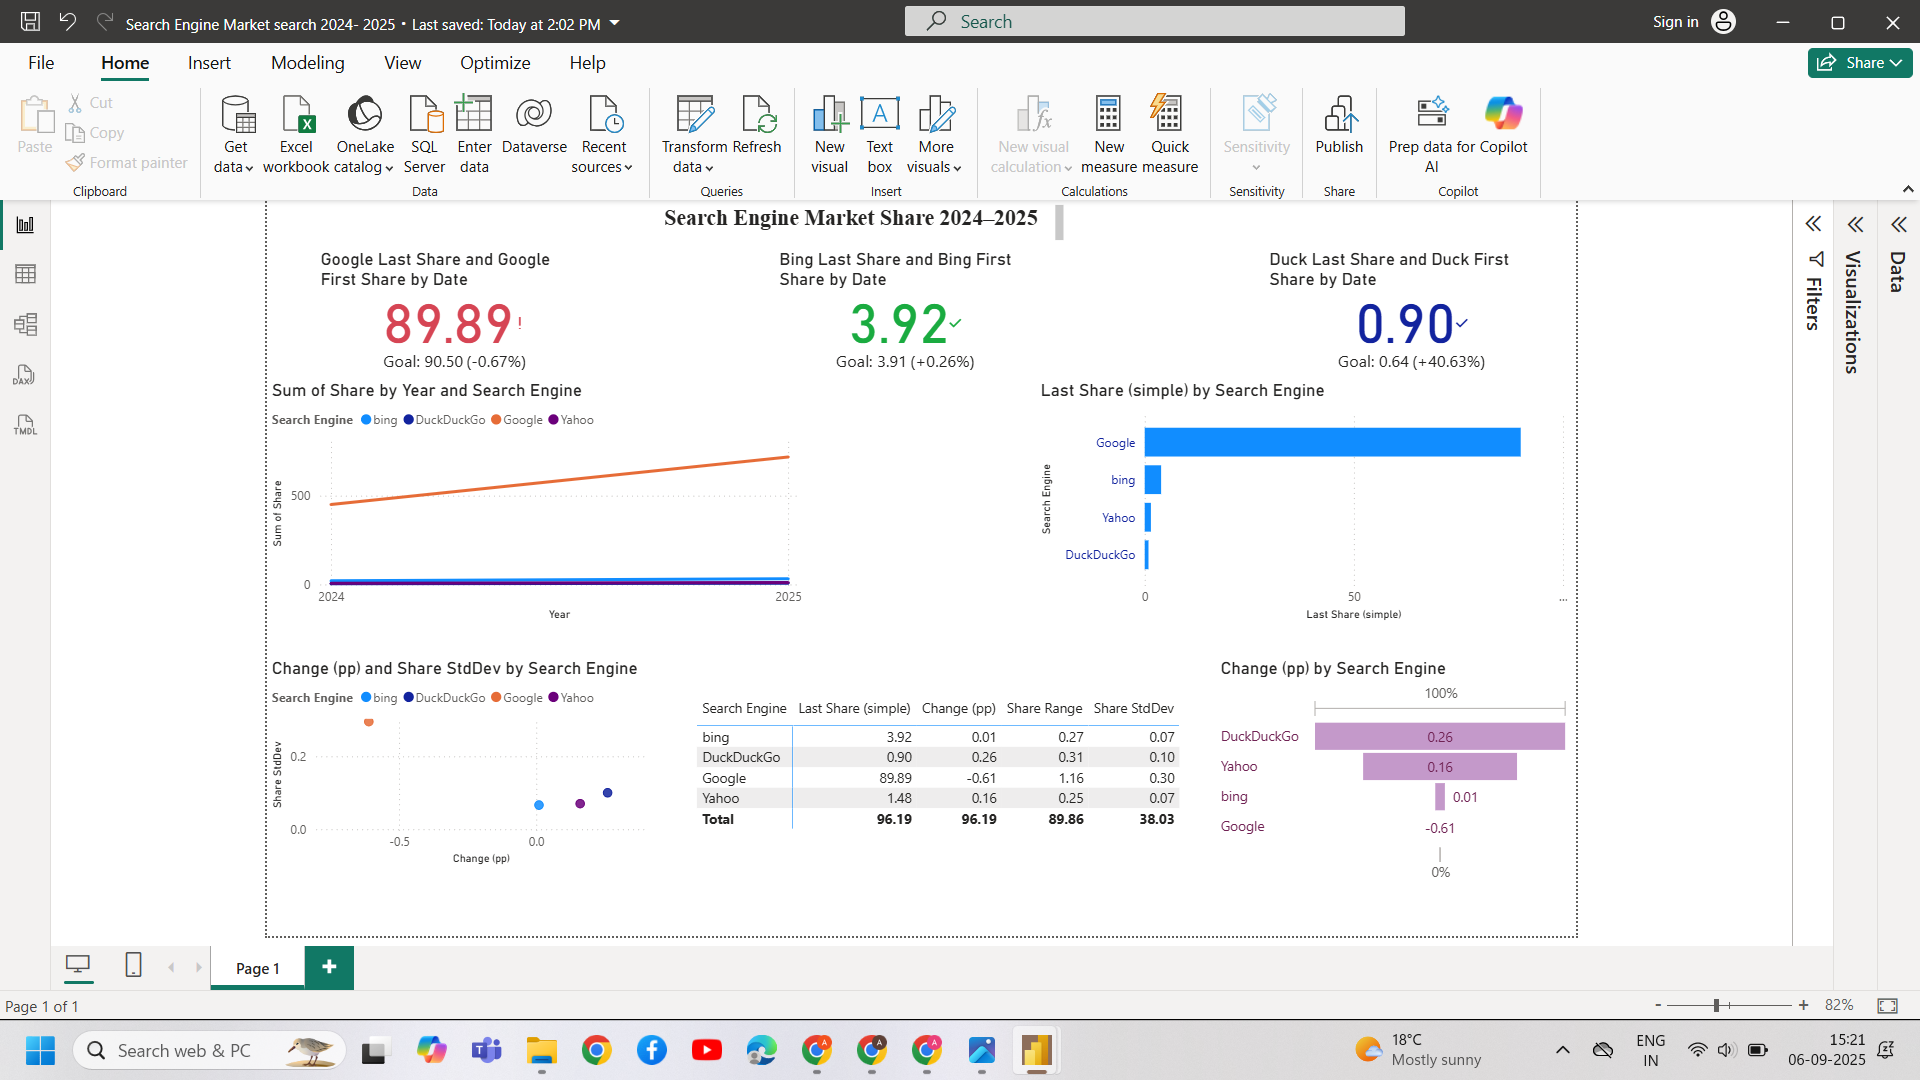 Search Engine Market search 2024- 2025 • Last saved: Today at 2:02 PM
Search
Sign in
File Home Insert Modeling View Optimize Help
Share
Paste
Cut
Copy
Format painter
Clipboard
Get data
Excel workbook
OneLake catalog
SQL Server
Enter data
Dataverse
Recent sources
Data
Transform data
Refresh
Queries
New visual
Text box
More visuals
Insert
New visual calculation
New measure
Quick measure
Calculations
Sensitivity
Sensitivity
Publish
Share
Prep data for AI
Copilot
Copilot
DAX
TMDL
Filters
Visualizations
Data
Search Engine Market Share 2024–2025
Google Last Share and Google
First Share by Date
89.89!
Goal: 90.50 (-0.67%)
Bing Last Share and Bing First
Share by Date
3.92
Goal: 3.91 (+0.26%)
Duck Last Share and Duck First
Share by Date
0.90
Goal: 0.64 (+40.63%)
Sum of Share by Year and Search Engine
Search Engine bing DuckDuckGo Google Yahoo
Sum of Share
500
0
2024 2025
Year
Last Share (simple) by Search Engine
Search Engine
Google
bing
Yahoo
DuckDuckGo
0 50 ...
Last Share (simple)
Change (pp) and Share StdDev by Search Engine
Search Engine bing DuckDuckGo Google Yahoo
Share StdDev
0.2
0.0
-0.5 0.0
Change (pp)
Search Engine Last Share (simple) Change (pp) Share Range Share StdDev
bing 3.92 0.01 0.27 0.07
DuckDuckGo 0.90 0.26 0.31 0.10
Google 89.89 -0.61 1.16 0.30
Yahoo 1.48 0.16 0.25 0.07
Total 96.19 96.19 89.86 38.03
Change (pp) by Search Engine
100%
DuckDuckGo 0.26
Yahoo 0.16
bing 0.01
Google -0.61
0%
Page 1
+
Page 1 of 1
- + 82%
Search web & PC
18°C
Mostly sunny
ENG
IN
15:21
06-09-2025